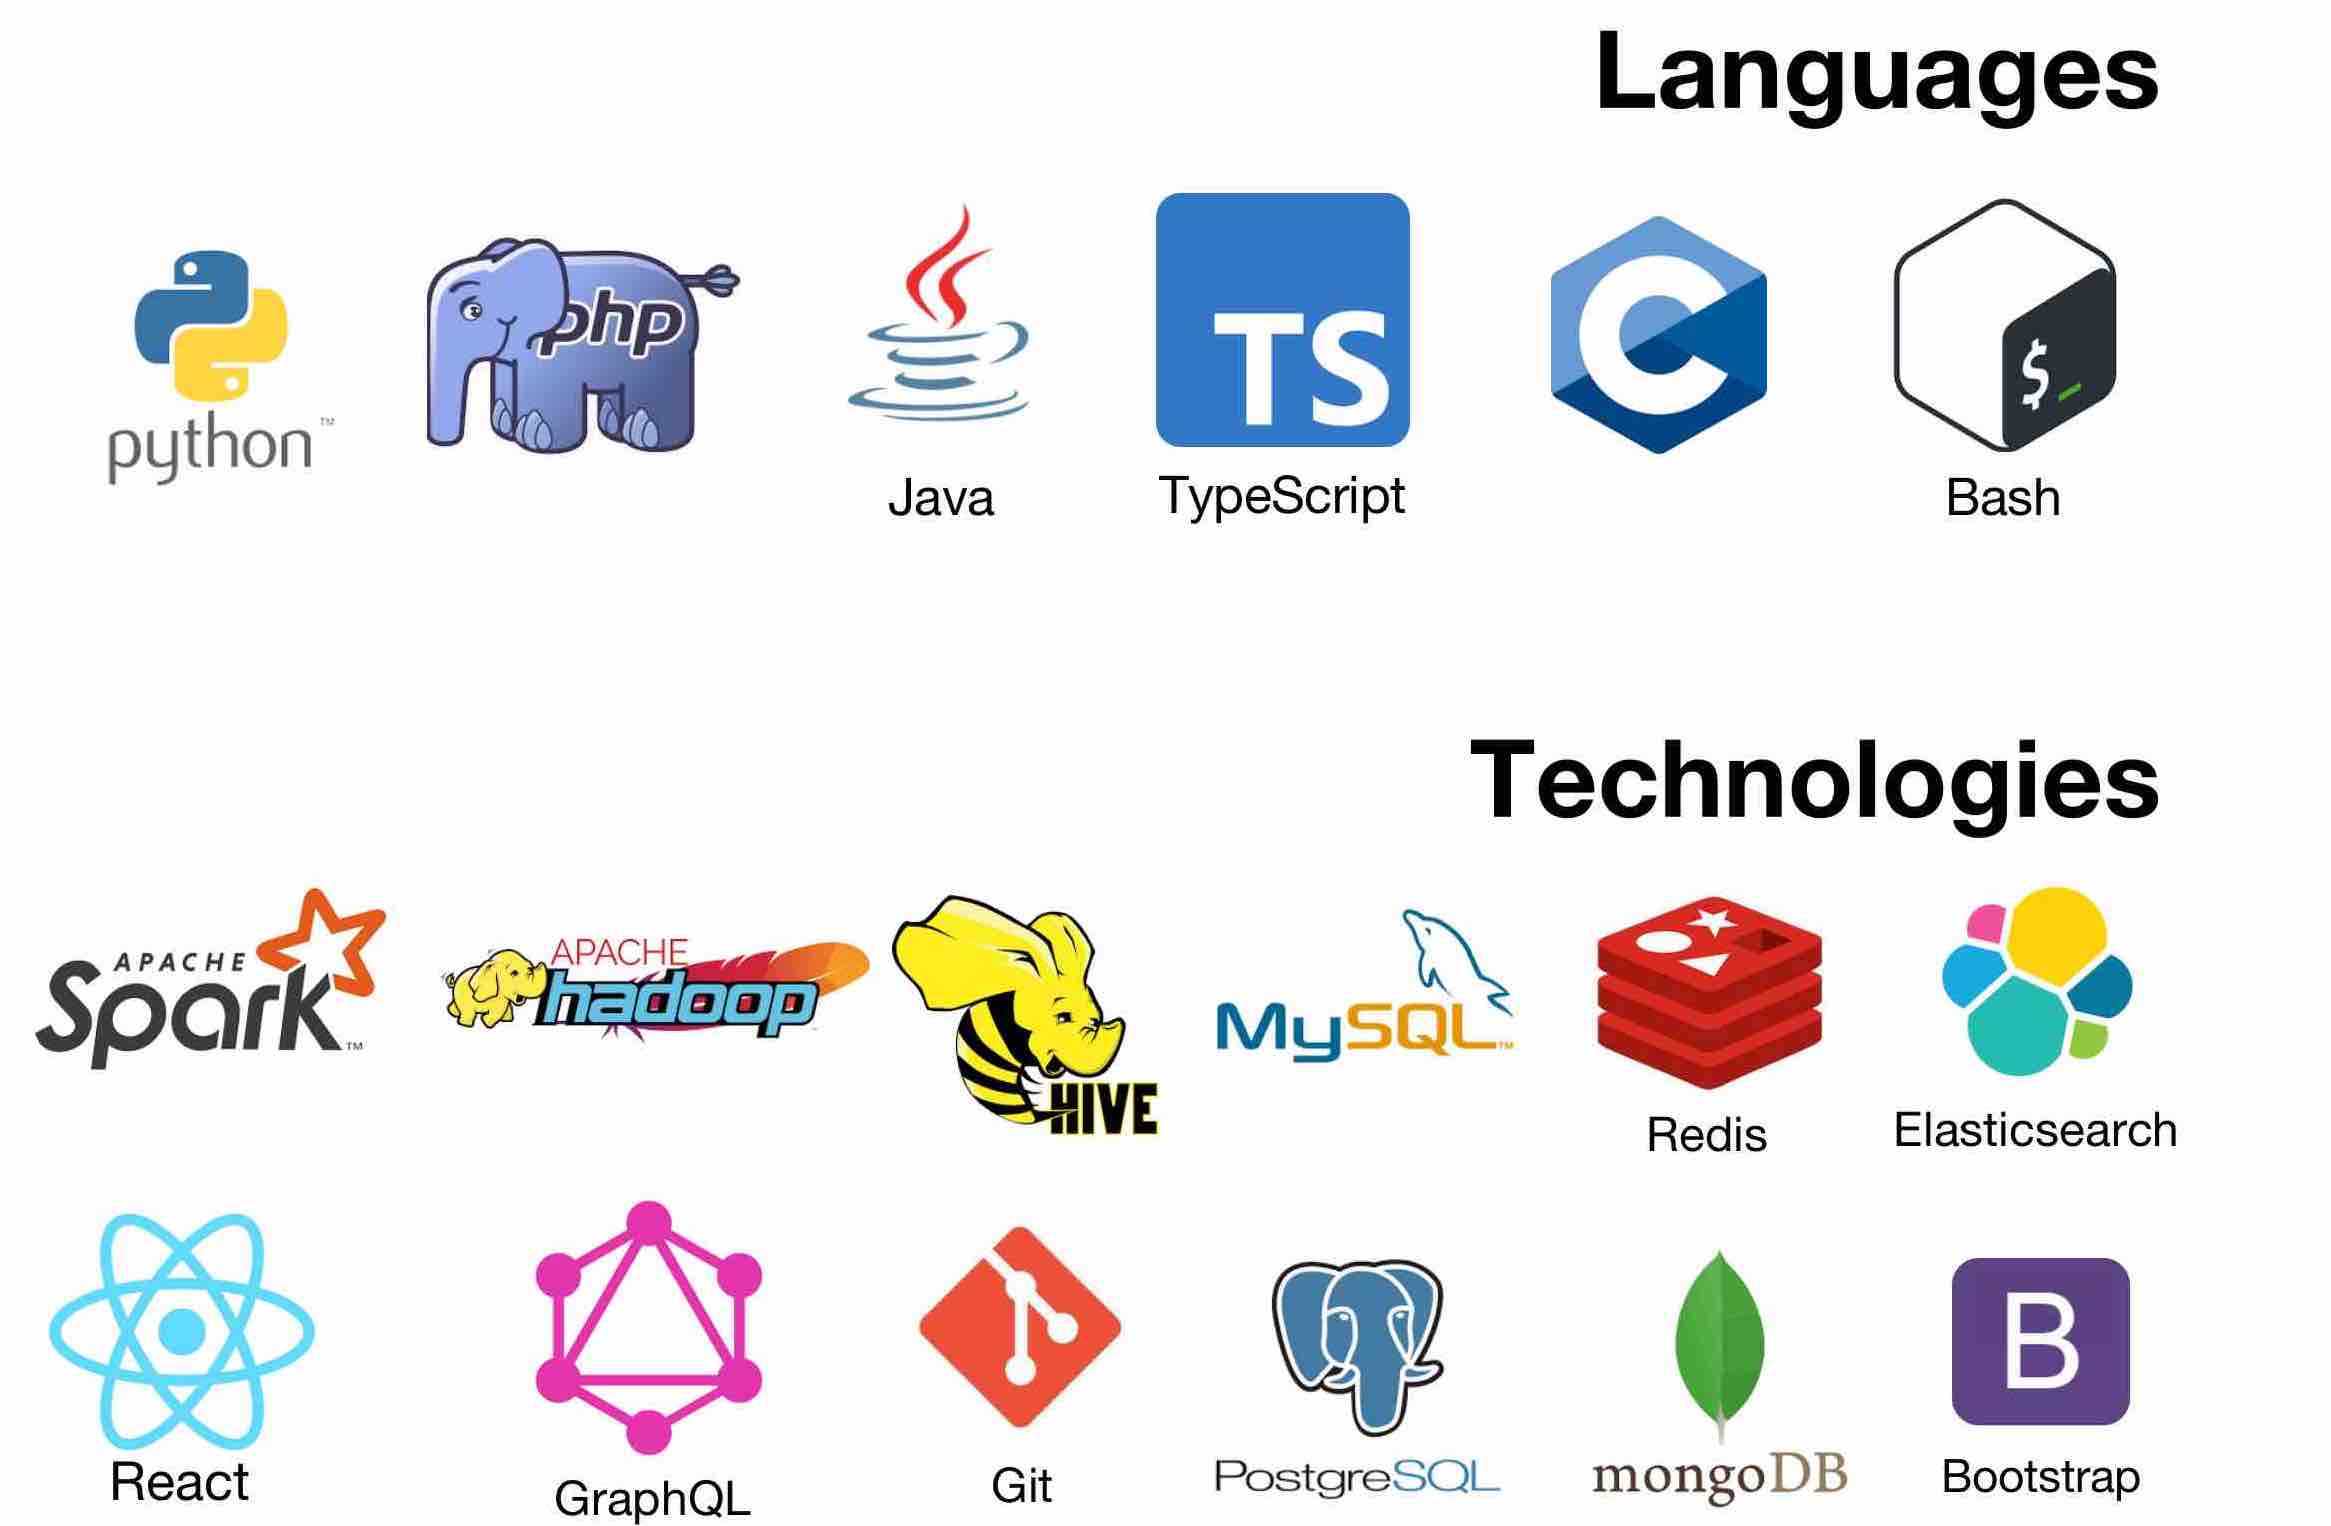 Languages
python™
php
Java
TS
TypeScript
C
$_
Bash
Technologies
APACHE
Spark™
APACHE
hadoop
HIVE
MySQL™
Redis
Elasticsearch
React
GraphQL
Git
PostgreSQL
mongoDB
B
Bootstrap